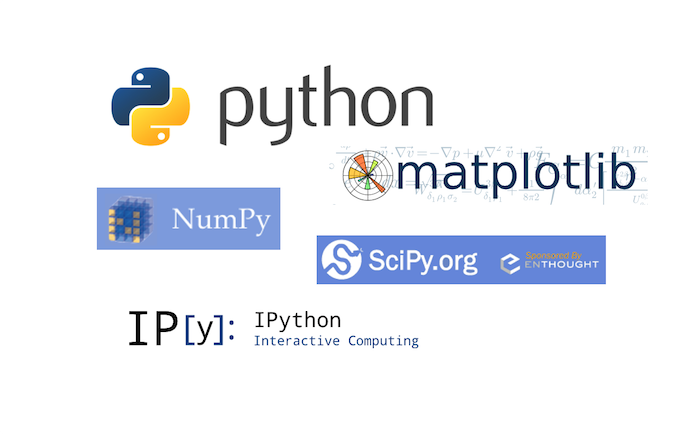 python
matplotlib
NumPy
SciPy.org
Sponsored By
ENTHOUGHT
IP[y]:
IPython
Interactive Computing